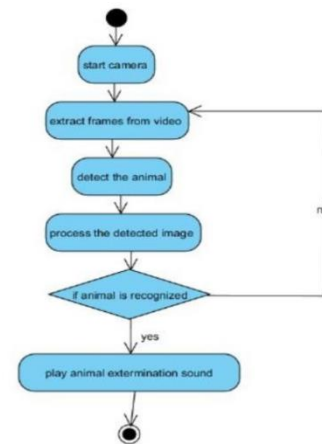 start camera
extract frames from video
detect the animal
process the detected image
if animal is recognized
yes
play animal extermination sound